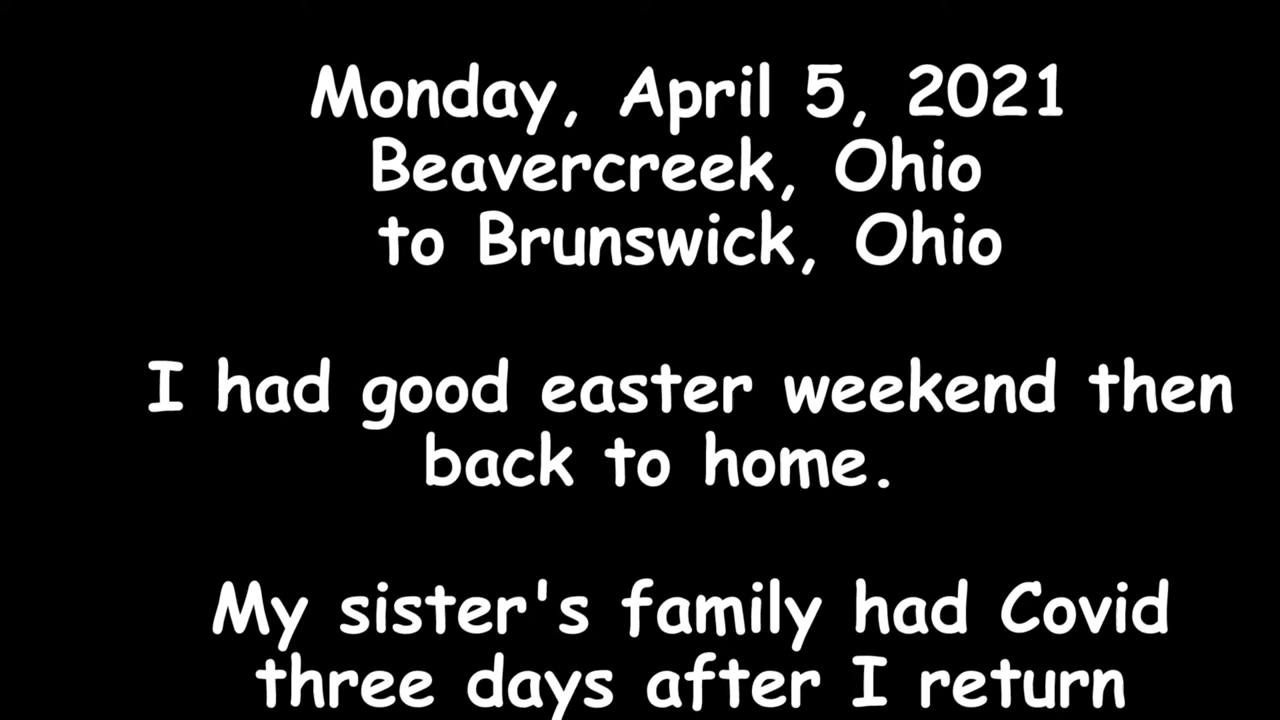 Monday, April 5, 2021
Beavercreek, Ohio
to Brunswick, Ohio
I had good easter weekend then
back to home.
My sister's family had Covid
three days after I return